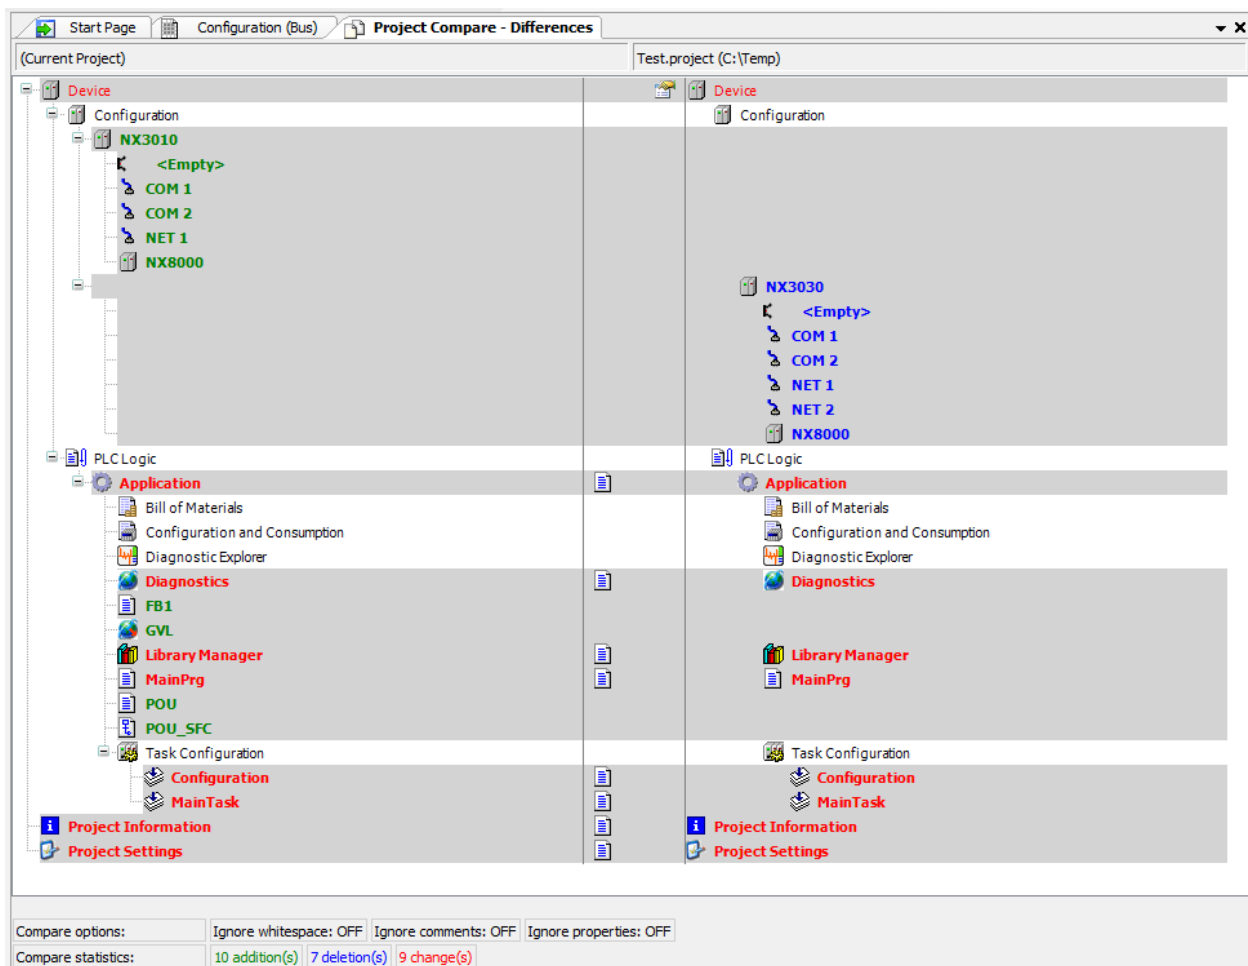 Start Page Configuration (Bus) Project Compare - Differences
(Current Project) Test.project (C:\Temp)
Device Device
Configuration Configuration
NX3010
<Empty>
COM 1
COM 2
NET 1
NX8000
NX3030
<Empty>
COM 1
COM 2
NET 1
NET 2
NX8000
PLC Logic PLC Logic
Application Application
Bill of Materials Bill of Materials
Configuration and Consumption Configuration and Consumption
Diagnostic Explorer Diagnostic Explorer
Diagnostics Diagnostics
FB1
GVL
Library Manager Library Manager
MainPrg MainPrg
POU
POU_SFC
Task Configuration Task Configuration
Configuration Configuration
MainTask MainTask
Project Information Project Information
Project Settings Project Settings
Compare options: Ignore whitespace: OFF Ignore comments: OFF Ignore properties: OFF
Compare statistics: 10 addition(s) 7 deletion(s) 9 change(s)